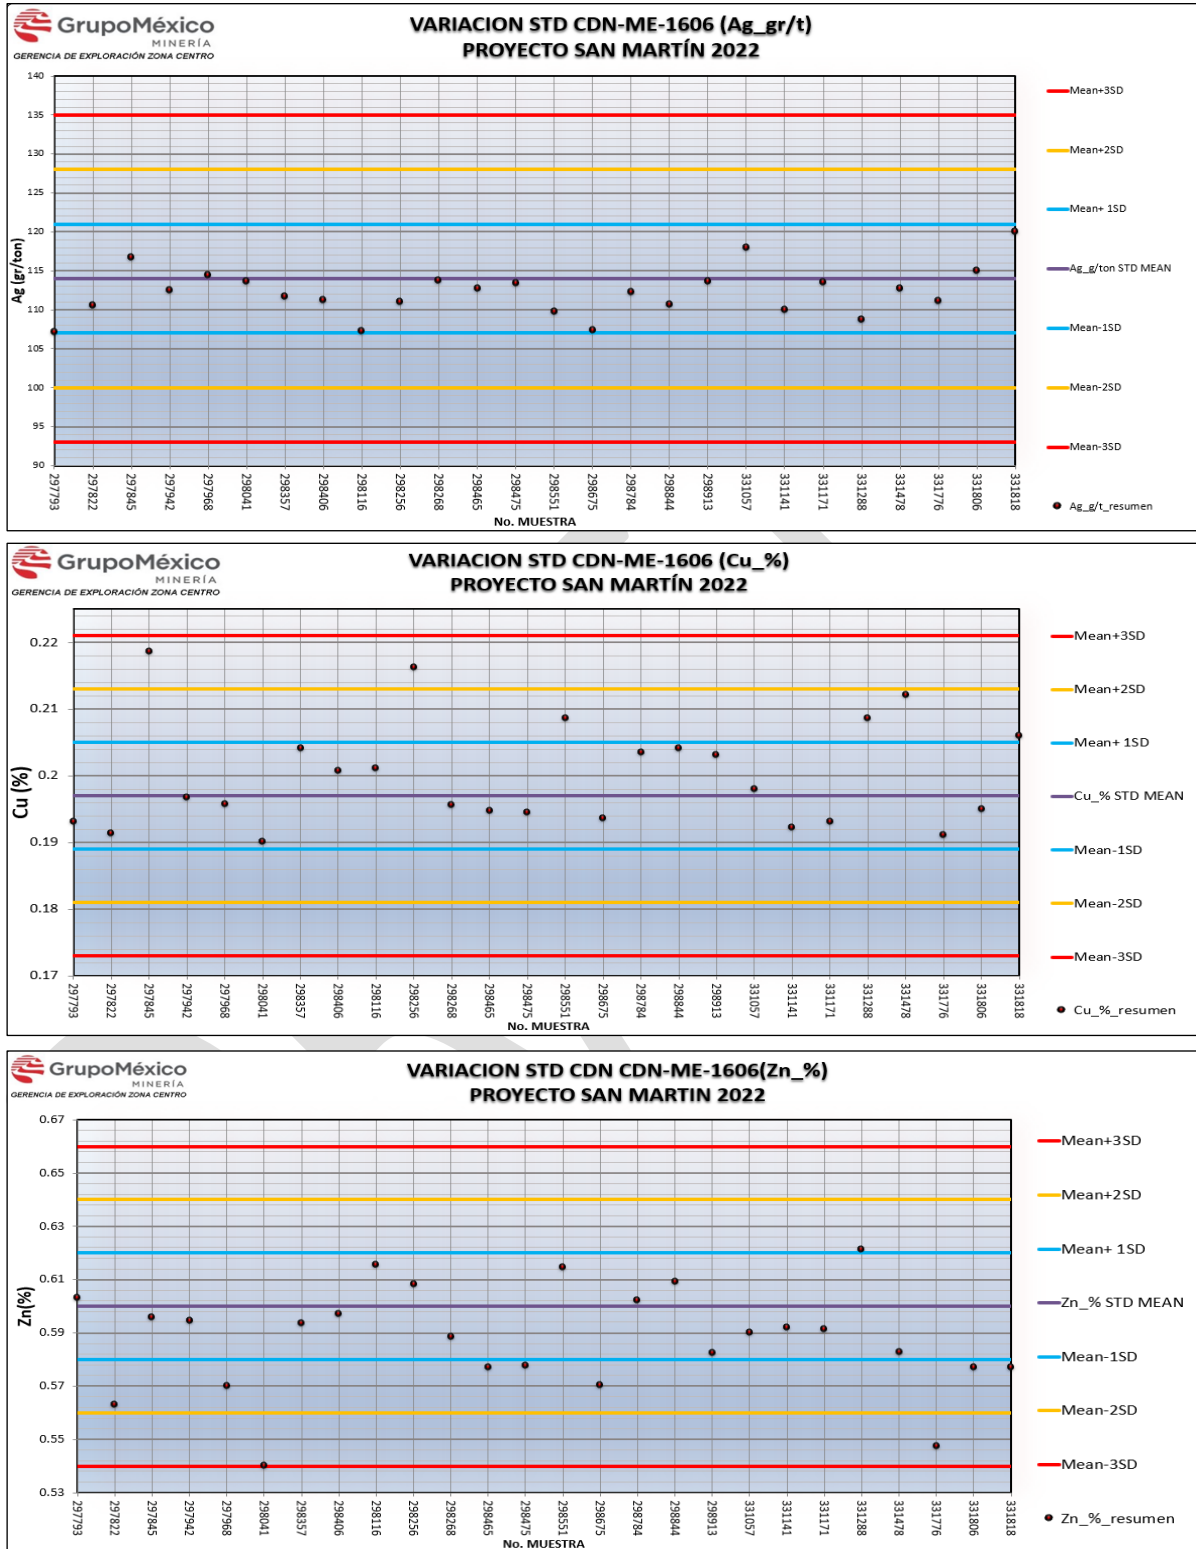 GrupoMéxico
MINERÍA
GERENCIA DE EXPLORACIÓN ZONA CENTRO
VARIACION STD CDN-ME-1606 (Ag_gr/t)
PROYECTO SAN MARTÍN 2022
Ag (gr/ton)
140
135
130
125
120
115
110
105
100
95
90
297793
297822
297845
297942
297968
298041
298357
298406
298116
298256
298268
298465
298475
298551
298675
298784
298844
298913
331057
331141
331171
331288
331478
331776
331806
331818
No. MUESTRA
Mean+3SD
Mean+2SD
Mean+ 1SD
Ag_g/ton STD MEAN
Mean-1SD
Mean-2SD
Mean-3SD
Ag_g/t_resumen
GrupoMéxico
MINERÍA
GERENCIA DE EXPLORACIÓN ZONA CENTRO
VARIACION STD CDN-ME-1606 (Cu_%)
PROYECTO SAN MARTÍN 2022
Cu (%)
0.22
0.21
0.2
0.19
0.18
0.17
297793
297822
297845
297942
297968
298041
298357
298406
298116
298256
298268
298465
298475
298551
298675
298784
298844
298913
331057
331141
331171
331288
331478
331776
331806
331818
No. MUESTRA
Mean+3SD
Mean+2SD
Mean+ 1SD
Cu_% STD MEAN
Mean-1SD
Mean-2SD
Mean-3SD
Cu_%_resumen
GrupoMéxico
MINERÍA
GERENCIA DE EXPLORACIÓN ZONA CENTRO
VARIACION STD CDN CDN-ME-1606(Zn_%)
PROYECTO SAN MARTIN 2022
Zn(%)
0.67
0.65
0.63
0.61
0.59
0.57
0.55
0.53
297793
297822
297845
297942
297968
298041
298357
298406
298116
298256
298268
298465
298475
298551
298675
298784
298844
298913
331057
331141
331171
331288
331478
331776
331806
331818
No. MUESTRA
Mean+3SD
Mean+2SD
Mean+ 1SD
Zn_% STD MEAN
Mean-1SD
Mean-2SD
Mean-3SD
Zn_%_resumen